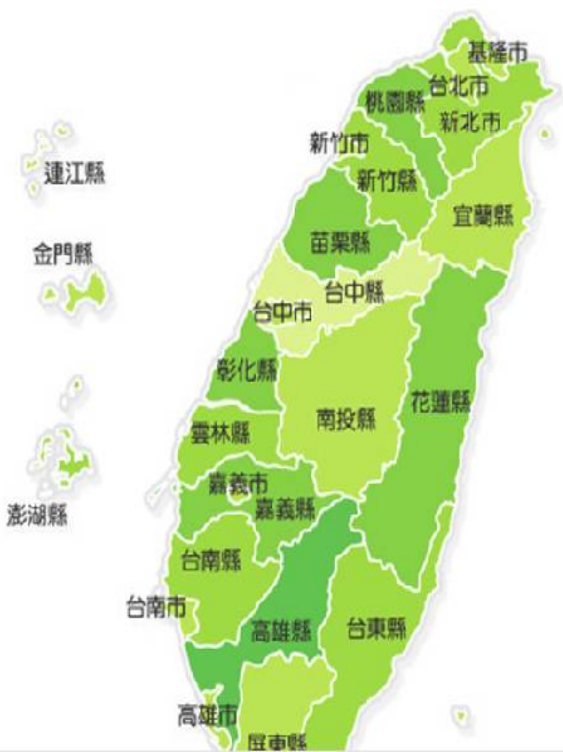 基隆市
台北市
桃園縣
新北市
新竹市
新竹縣
連江縣
宜蘭縣
苗栗縣
金門縣
台中縣
台中市
彰化縣
花蓮縣
南投縣
雲林縣
嘉義市
嘉義縣
澎湖縣
台南縣
台南市
高雄縣
台東縣
高雄市
屏東縣